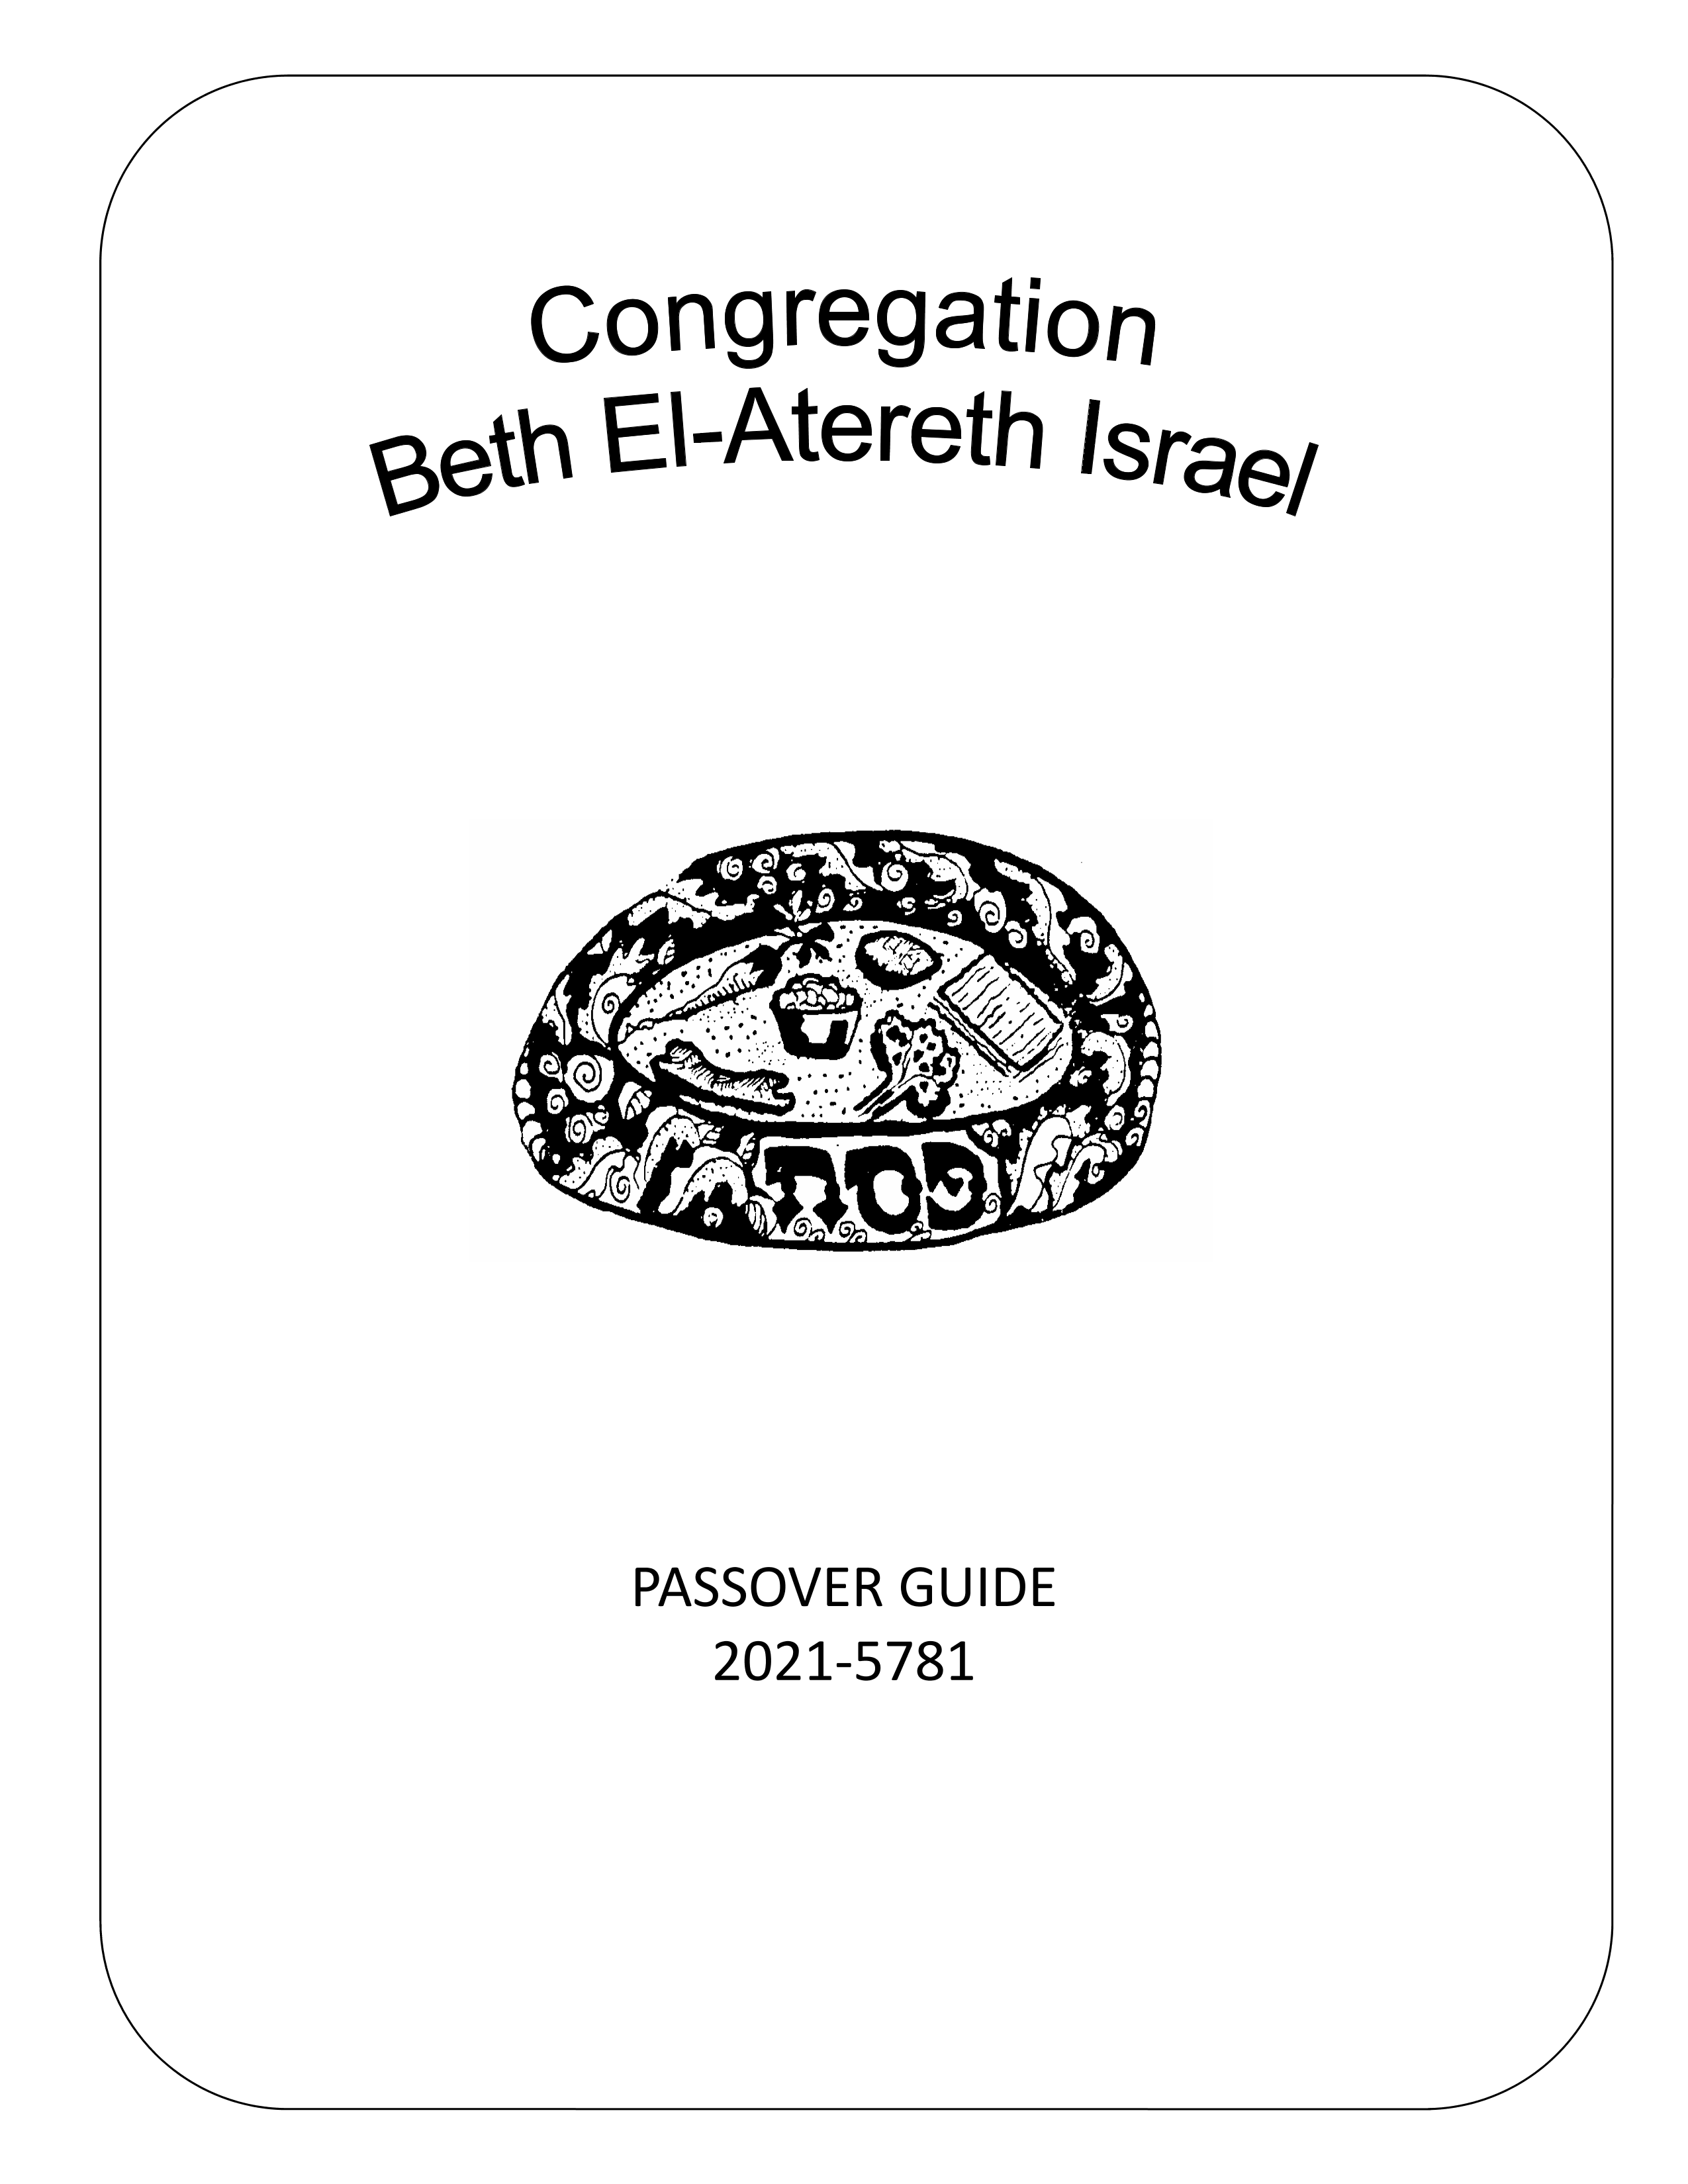 Congregation
Beth El-Atereth Israel
פסח
PASSOVER GUIDE
2021-5781